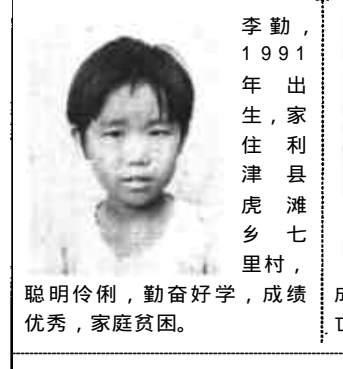 李勤，
1991
年出
生，家
住利
津县
虎滩
乡七
里村，
聪明伶俐，勤奋好学，成绩
优秀，家庭贫困。
成